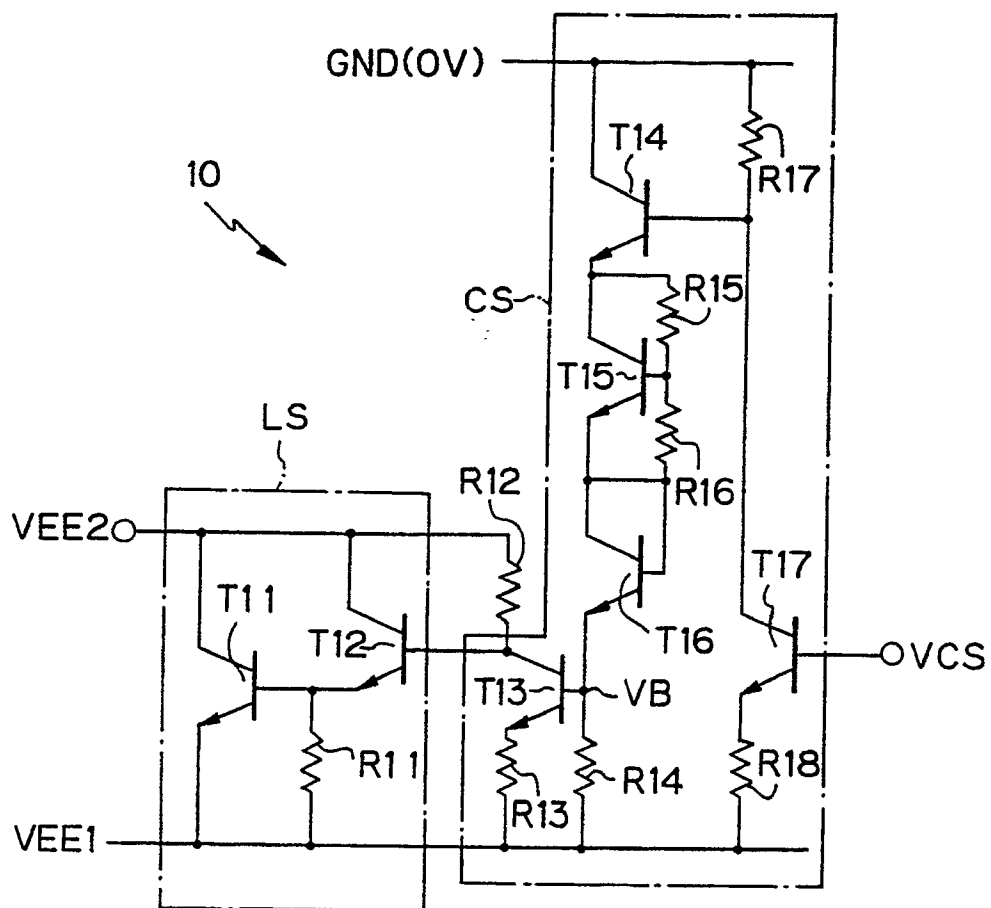 GND(0V)
T14
10
R17
CS
R15
T15
LS
R12
R16
VEE2
T11
T17
T12
T16
VCS
T13
VB
R11
R14
R18
R13
VEE1